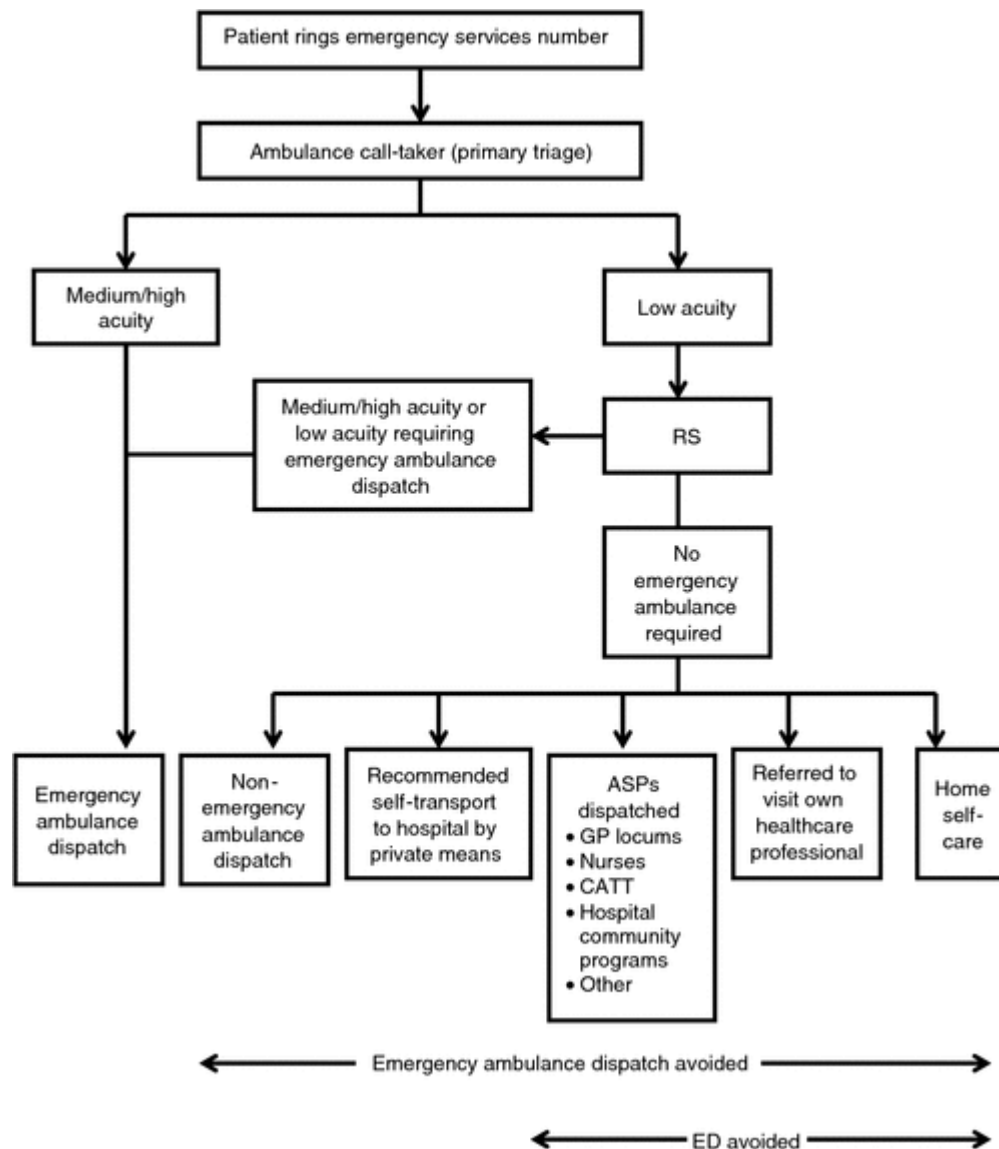 Patient rings emergency services number
Ambulance call-taker (primary triage)
Medium/high
acuity
Low acuity
Medium/high acuity or
low acuity requiring
emergency ambulance
dispatch
RS
No
emergency
ambulance
required
Emergency
ambulance
dispatch
Non-
emergency
ambulance
dispatch
Recommended
self-transport
to hospital by
private means
ASPs
dispatched
• GP locums
• Nurses
• CATT
• Hospital
community
programs
• Other
Referred to
visit own
healthcare
professional
Home
self-
care
Emergency ambulance dispatch avoided
ED avoided